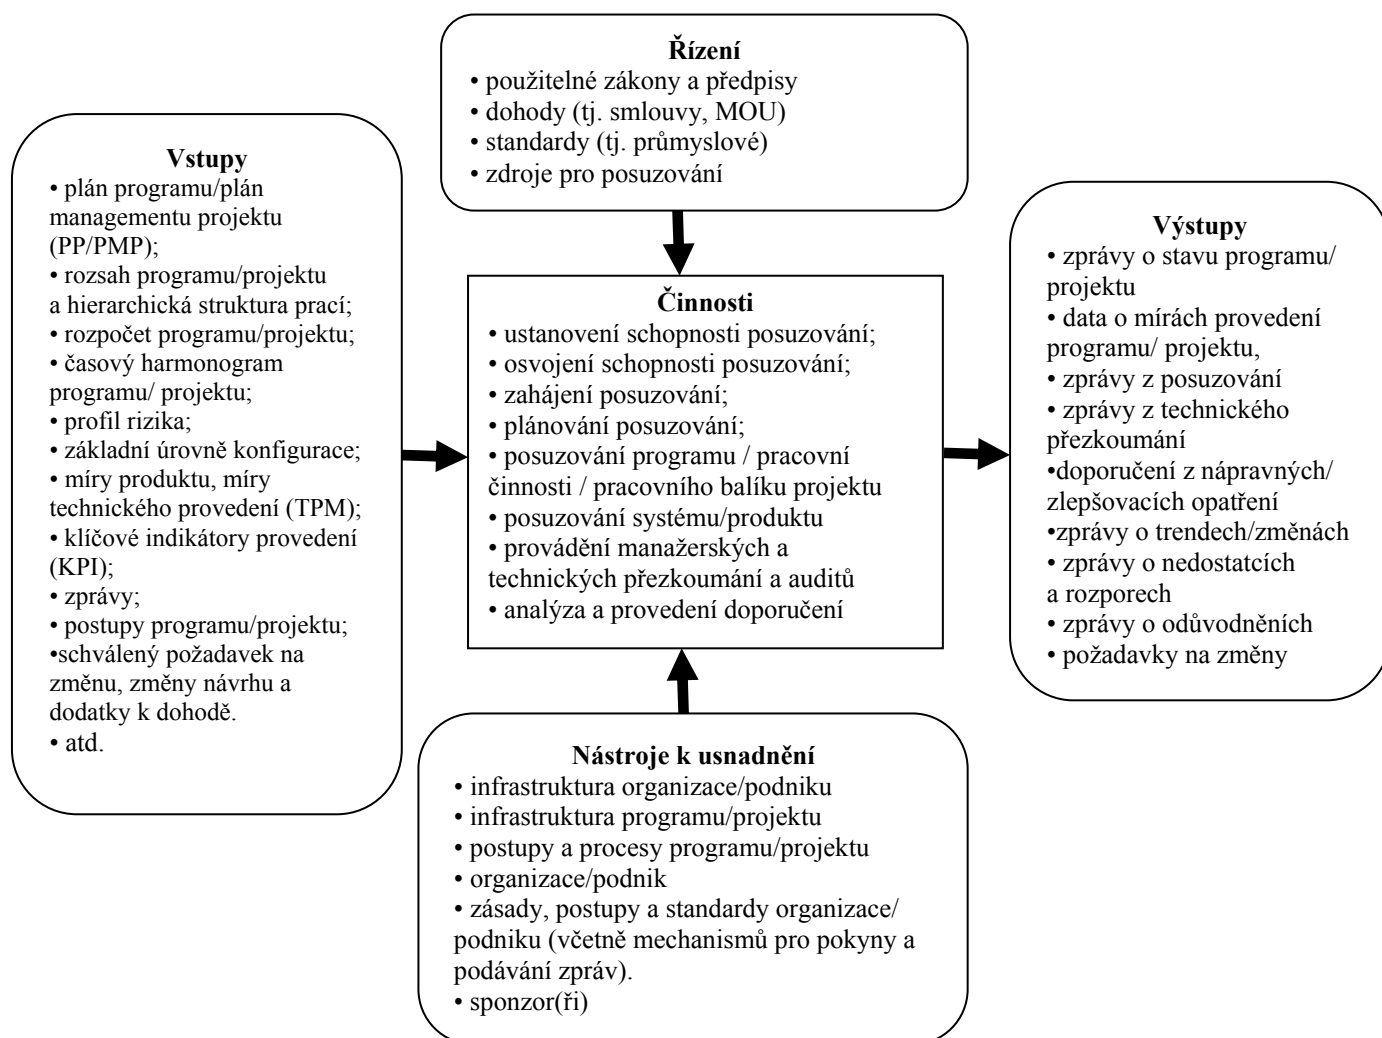 Řízení
• použitelné zákony a předpisy
• dohody (tj. smlouvy, MOU)
• standardy (tj. průmyslové)
• zdroje pro posuzování
Vstupy
• plán programu/plán
managementu projektu
(PP/PMP);
• rozsah programu/projektu
a hierarchická struktura prací;
• rozpočet programu/projektu;
• časový harmonogram
programu/ projektu;
• profil rizika;
• základní úrovně konfigurace;
• míry produktu, míry
technického provedení (TPM);
• klíčové indikátory provedení
(KPI);
• zprávy;
• postupy programu/projektu;
•schválený požadavek na
změnu, změny návrhu a
dodatky k dohodě.
• atd.
Činnosti
• ustanovení schopnosti posuzování;
• osvojení schopnosti posuzování;
• zahájení posuzování;
• plánování posuzování;
• posuzování programu / pracovní
činnosti / pracovního balíku projektu
• posuzování systému/produktu
• provádění manažerských a
technických přezkoumání a auditů
• analýza a provedení doporučení
Výstupy
• zprávy o stavu programu/
projektu
• data o mírách provedení
programu/ projektu,
• zprávy z posuzování
• zprávy z technického
přezkoumání
•doporučení z nápravných/
zlepšovacích opatření
•zprávy o trendech/změnách
• zprávy o nedostatcích
a rozporech
• zprávy o odůvodněních
• požadavky na změny
Nástroje k usnadnění
• infrastruktura organizace/podniku
• infrastruktura programu/projektu
• postupy a procesy programu/projektu
• organizace/podnik
• zásady, postupy a standardy organizace/
podniku (včetně mechanismů pro pokyny a
podávání zpráv).
• sponzor(ři)